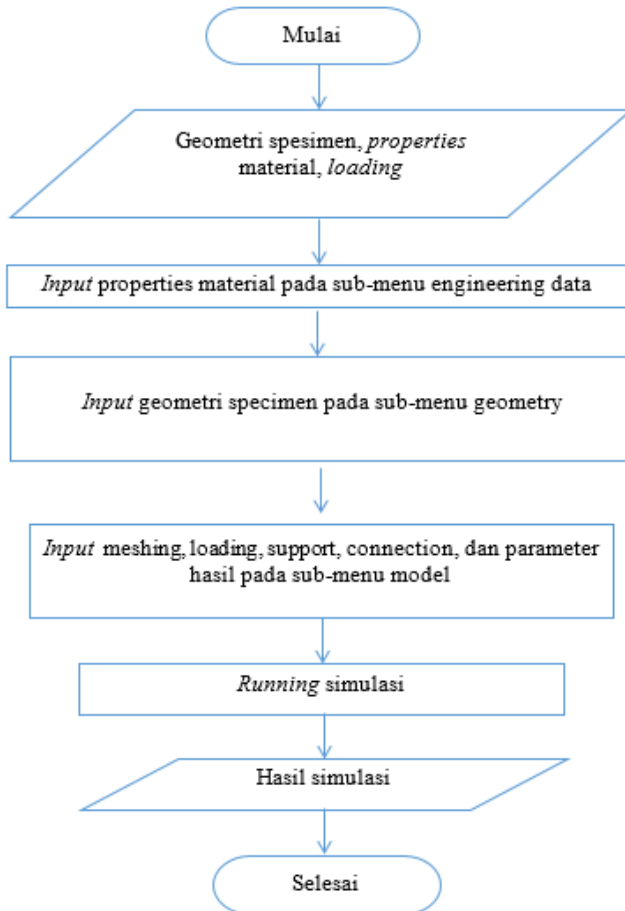 Mulai
Geometri spesimen, properties
material, loading
Input properties material pada sub-menu engineering data
Input geometri specimen pada sub-menu geometry
Input meshing, loading, support, connection, dan parameter
hasil pada sub-menu model
Running simulasi
Hasil simulasi
Selesai